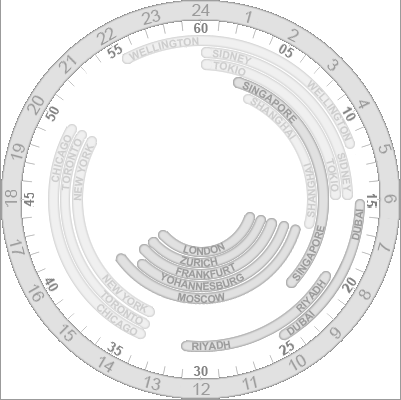 24
1
2
3
4
5
6
7
8
9
10
11
12
13
14
15
16
17
18
19
20
21
22
23
60
05
10
15
20
25
30
35
40
45
50
55
WELLINGTON
WELLINGTON
SIDNEY
SIDNEY
TOKIO
TOKIO
SINGAPORE
SINGAPORE
SHANGHAI
SHANGHAI
DUBAI
DUBAI
RIYADH
RIYADH
CHICAGO
CHICAGO
TORONTO
TORONTO
NEW YORK
NEW YORK
LONDON
ZURICH
FRANKFURT
YOHANNESBURG
MOSCOW